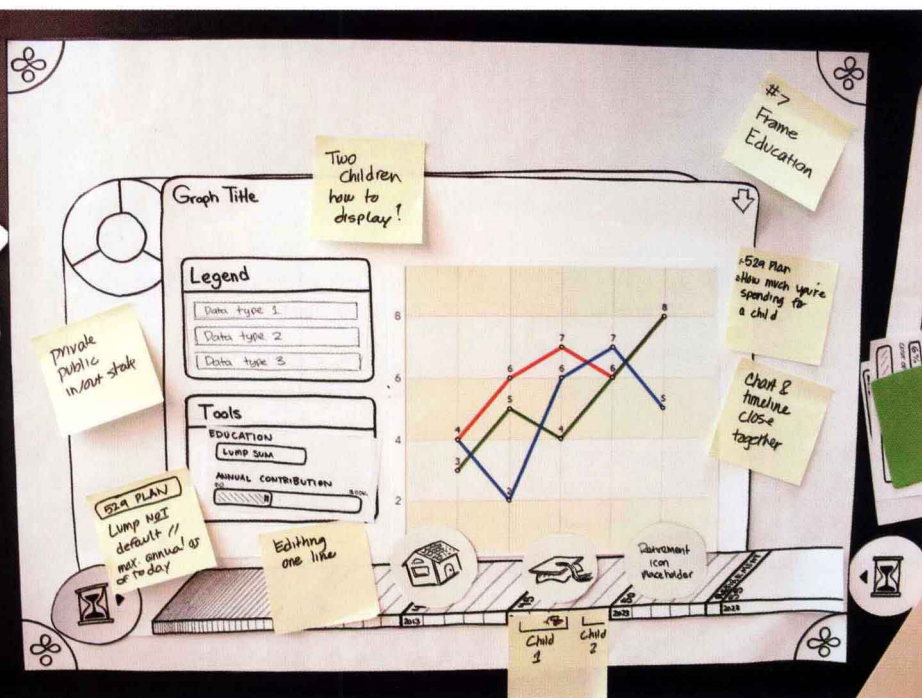 #7
Frame
Education
Two
Children
how to
display!
Graph Title
Legend
Data type 1
Data type 2
Data type 3
Tools
EDUCATION
LUMP SUM
ANNUAL CONTRIBUTION
$0
300K
8
6
4
2
4
6
7
6
3
5
4
8
2
6
7
5
529 Plan
How much you're
spending for
a child
Chart &
timeline
close
together
private
public
in/out state
529 PLAN
Lump NOT
default //
max. annual as
of today
Editing
one line
Retirement
icon
placeholder
2013
2023
2028
Child
1
Child
2